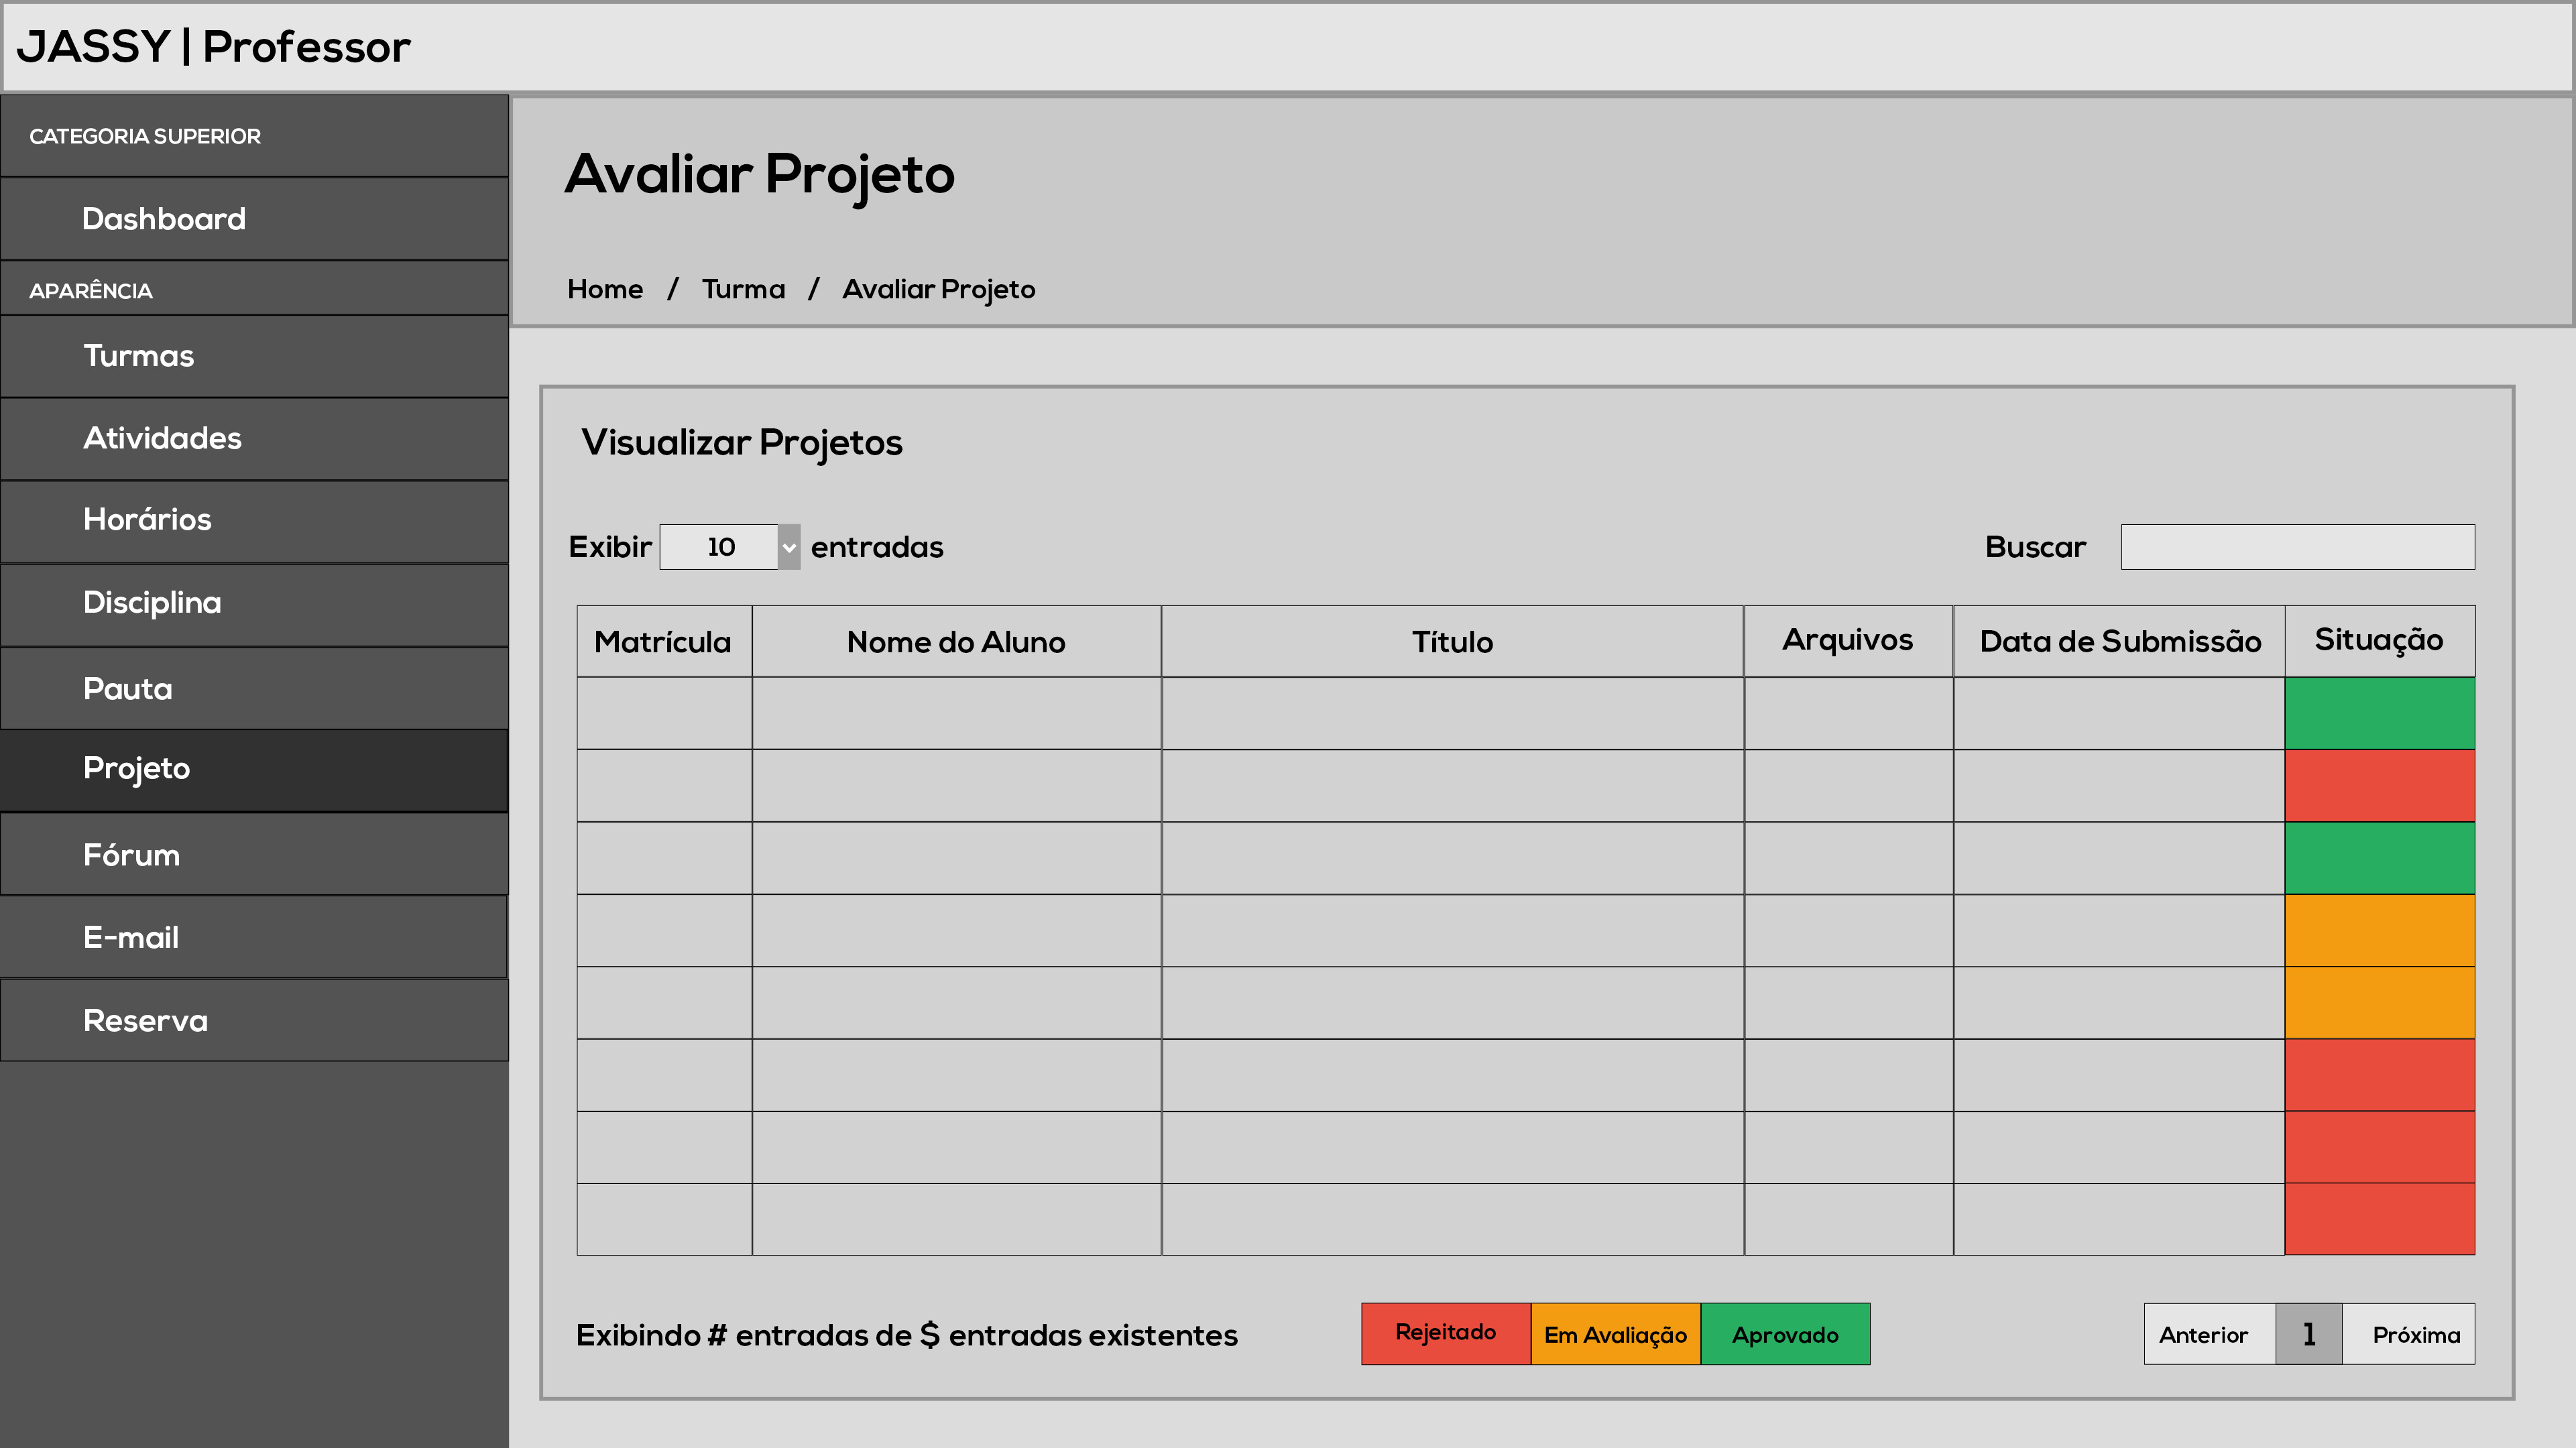 JASSY | Professor
CATEGORIA SUPERIOR
Dashboard
APARÊNCIA
Turmas
Atividades
Horários
Disciplina
Pauta
Projeto
Fórum
E-mail
Reserva
Avaliar Projeto
Home / Turma / Avaliar Projeto
Visualizar Projetos
Exibir 10 entradas
Buscar
Matrícula Nome do Aluno Título Arquivos Data de Submissão Situação
Exibindo # entradas de $ entradas existentes
Rejeitado Em Avaliação Aprovado
Anterior 1 Próxima